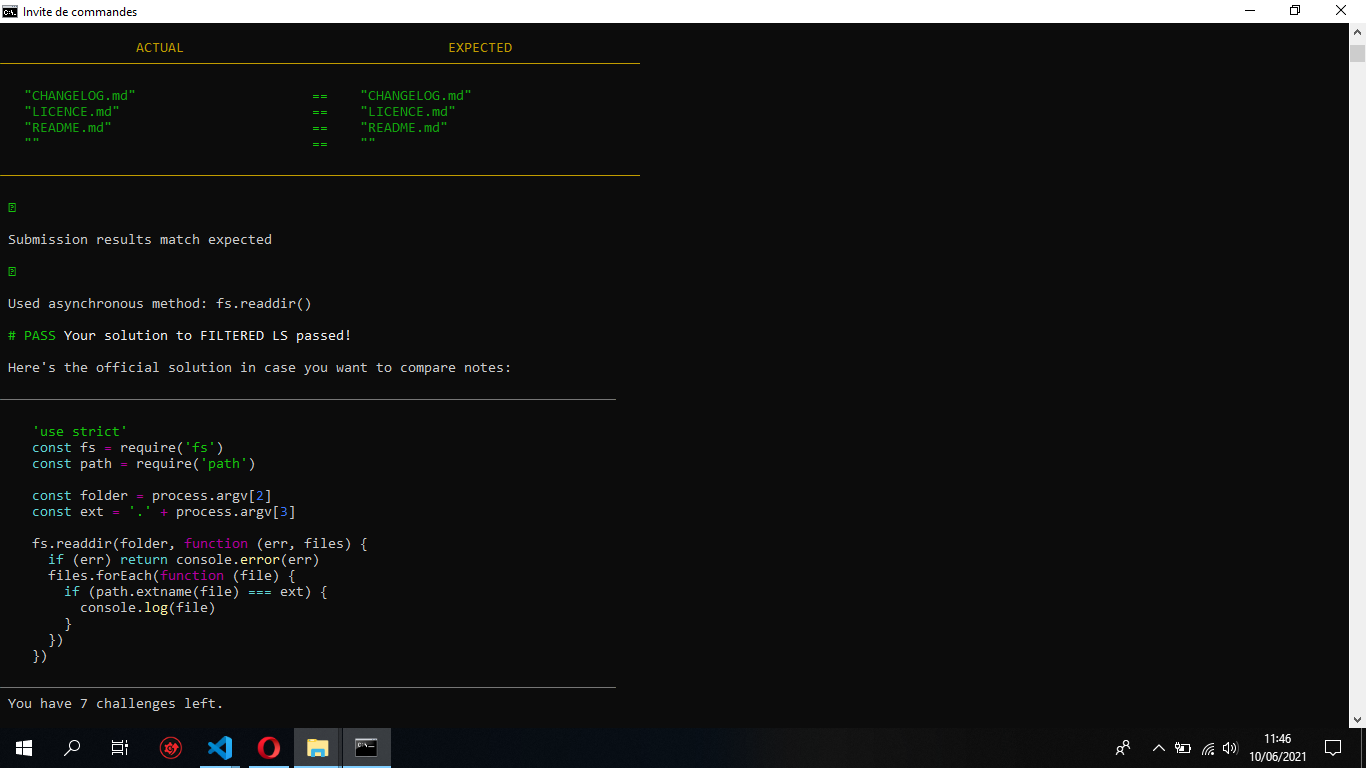 Invite de commandes
ACTUAL EXPECTED
"CHANGELOG.md" == "CHANGELOG.md"
"LICENCE.md" == "LICENCE.md"
"README.md" == "README.md"
"" == ""
Submission results match expected
Used asynchronous method: fs.readdir()
# PASS Your solution to FILTERED LS passed!
Here's the official solution in case you want to compare notes:
'use strict'
const fs = require('fs')
const path = require('path')
const folder = process.argv[2]
const ext = '.' + process.argv[3]
fs.readdir(folder, function (err, files) {
if (err) return console.error(err)
files.forEach(function (file) {
if (path.extname(file) === ext) {
console.log(file)
}
})
})
You have 7 challenges left.
11:46
10/06/2021